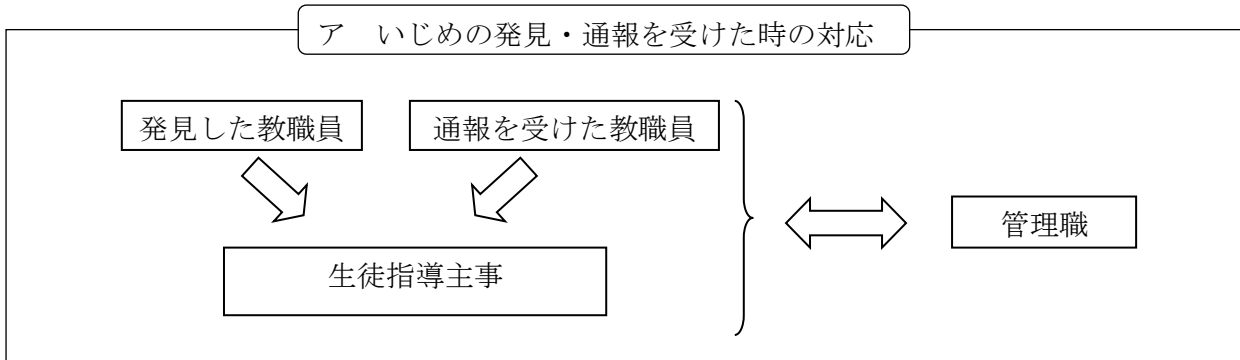 ア　いじめの発見・通報を受けた時の対応
発見した教職員
通報を受けた教職員
管理職
生徒指導主事